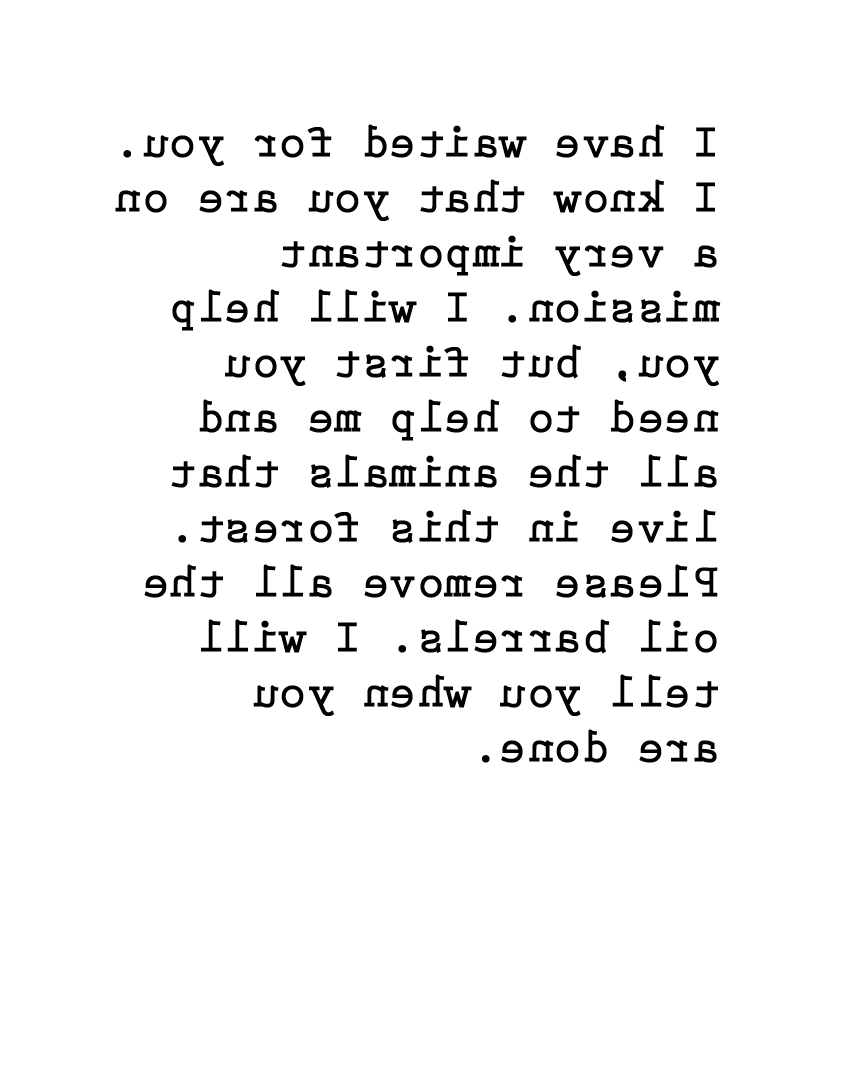 I have waited for you.
I know that you are on
a very important
mission. I will help
you, but first you
need to help me and
all the animals that
live in this forest.
Please remove all the
oil barrels. I will
tell you when you
are done.